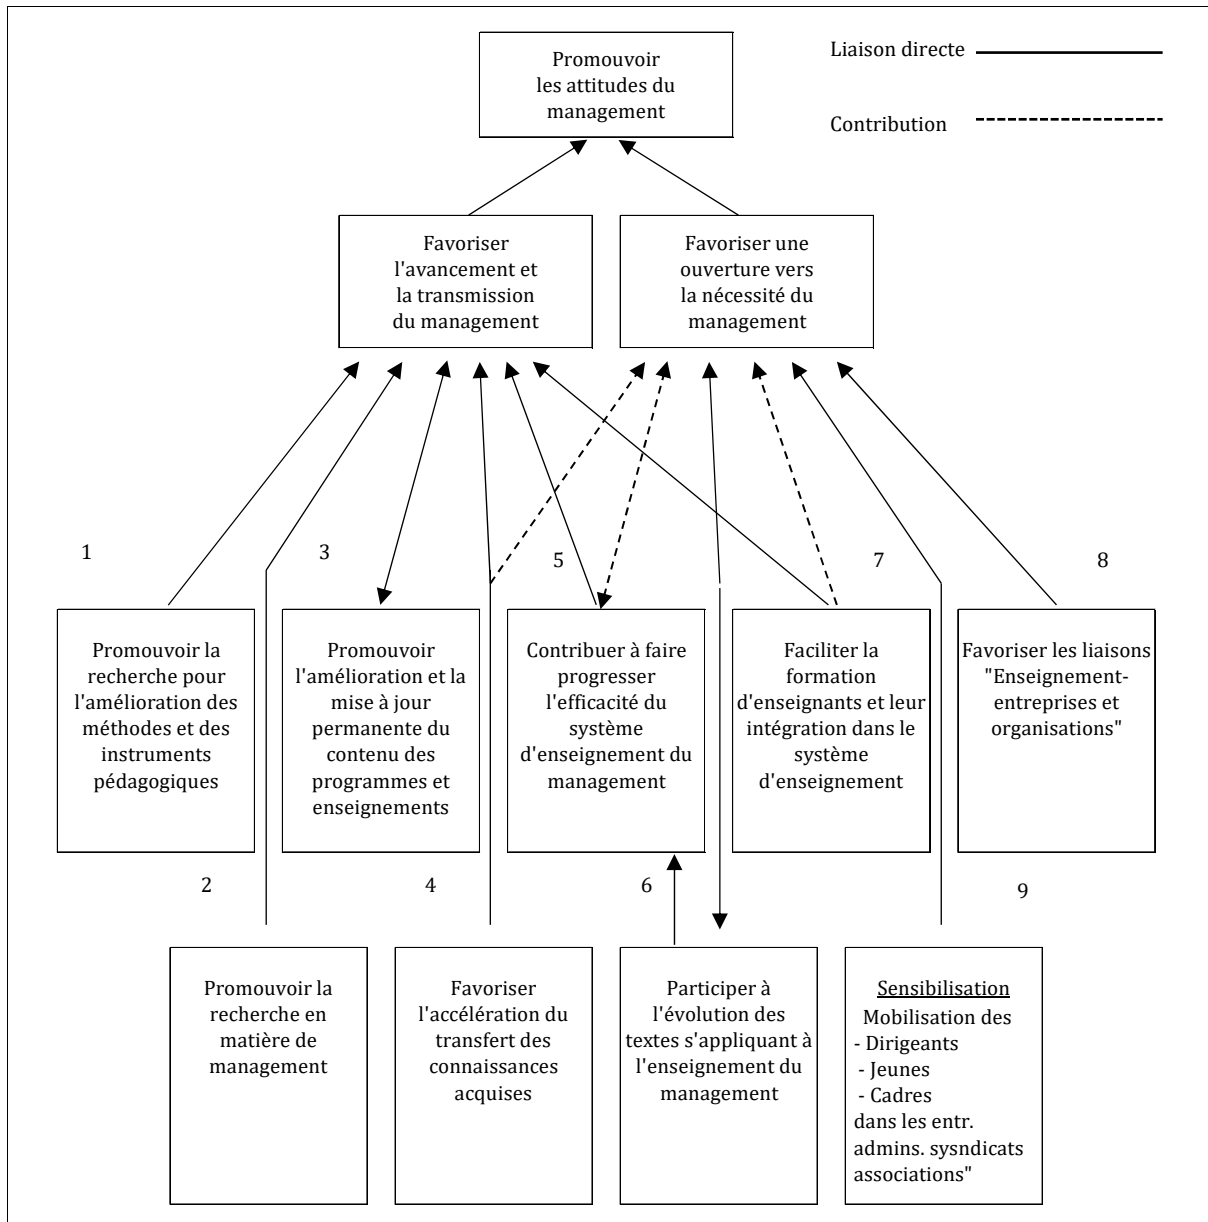 Promouvoir
les attitudes du
management
Liaison directe
Contribution
Favoriser
l'avancement et
la transmission
du management
Favoriser une
ouverture vers
la nécessité du
management
1
3
5
7
8
Promouvoir la
recherche pour
l'amélioration des
méthodes et des
instruments
pédagogiques
Promouvoir
l'amélioration et la
mise à jour
permanente du
contenu des
programmes et
enseignements
Contribuer à faire
progresser
l'efficacité du
système
d'enseignement du
management
Faciliter la
formation
d'enseignants et leur
intégration dans le
système
d'enseignement
Favoriser les liaisons
"Enseignement-
entreprises et
organisations"
2
4
6
9
Promouvoir la
recherche en
matière de
management
Favoriser
l'accélération du
transfert des
connaissances
acquises
Participer à
l'évolution des
textes s'appliquant à
l'enseignement du
management
Sensibilisation
Mobilisation des
- Dirigeants
- Jeunes
- Cadres
dans les entr.
admins. sysndicats
associations"